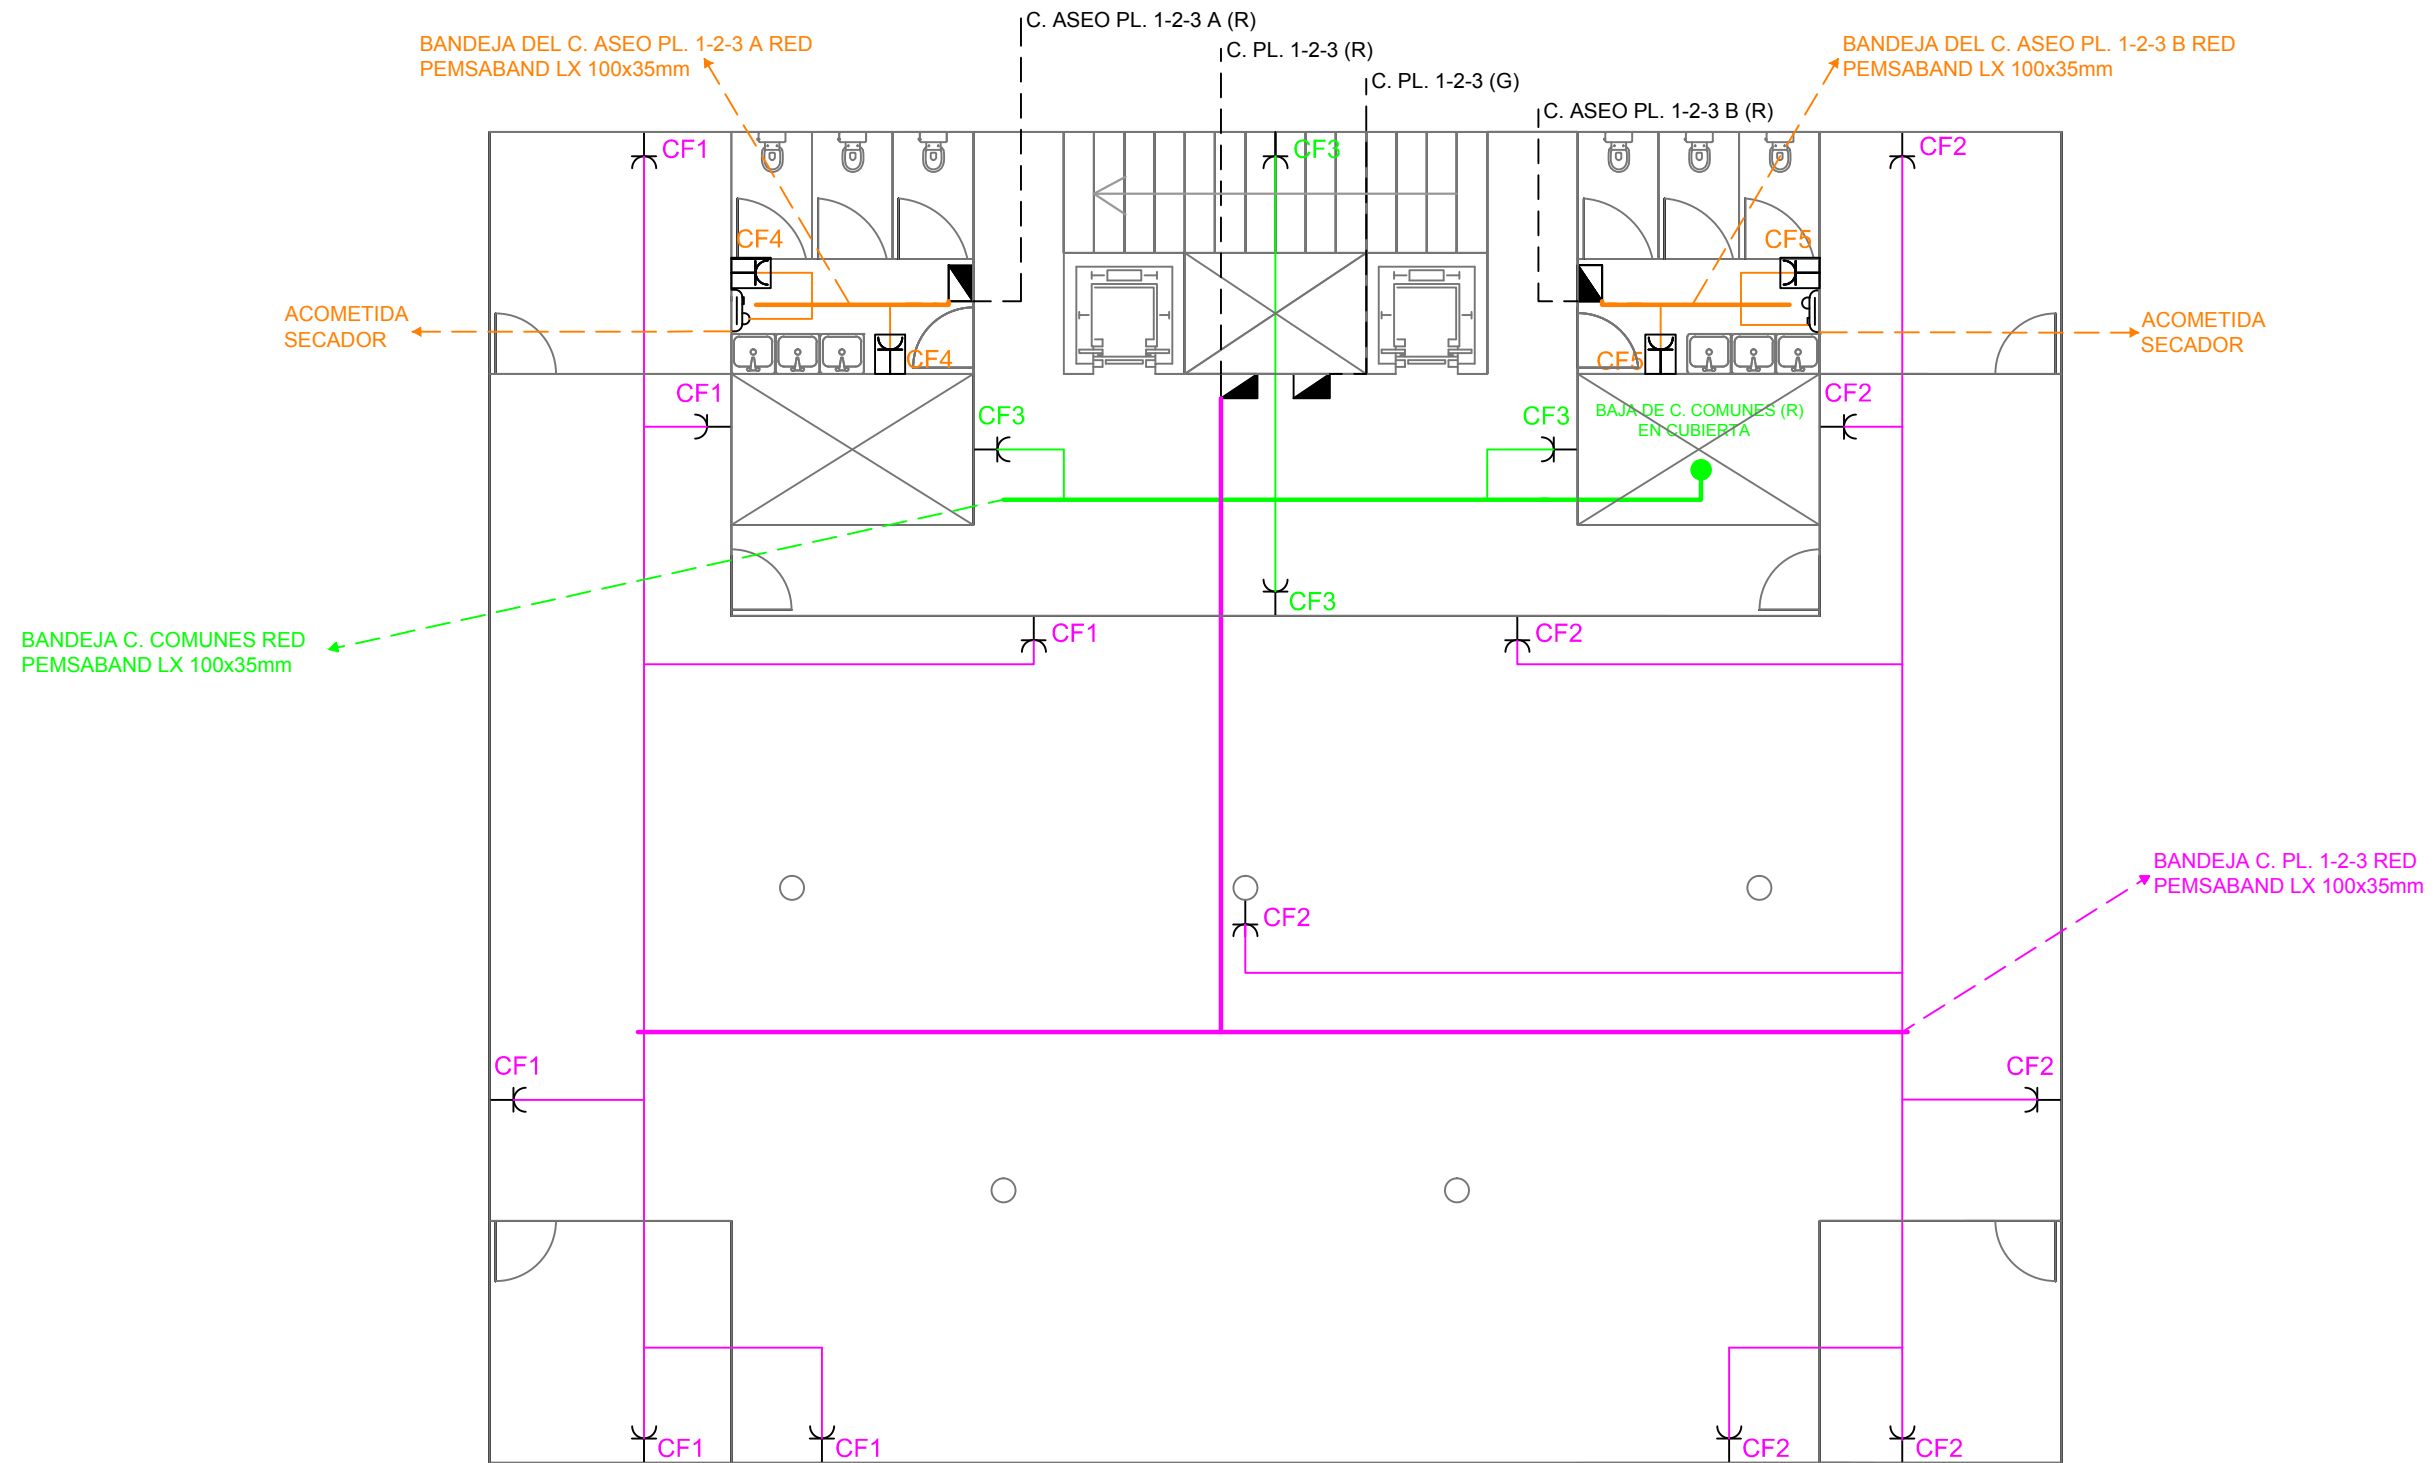 C. ASEO PL. 1-2-3 A (R)
BANDEJA DEL C. ASEO PL. 1-2-3 A RED
PEMSABAND LX 100x35mm
C. PL. 1-2-3 (R)
BANDEJA DEL C. ASEO PL. 1-2-3 B RED
PEMSABAND LX 100x35mm
C. PL. 1-2-3 (G)
C. ASEO PL. 1-2-3 B (R)
CF1
CF3
CF2
CF4
CF5
ACOMETIDA
SECADOR
ACOMETIDA
SECADOR
CF4
CF5
CF1
CF2
CF3
CF3
BAJA DE C. COMUNES (R)
EN CUBIERTA
CF3
BANDEJA C. COMUNES RED
PEMSABAND LX 100x35mm
CF1
CF2
BANDEJA C. PL. 1-2-3 RED
PEMSABAND LX 100x35mm
CF2
CF1
CF2
CF1
CF1
CF2
CF2